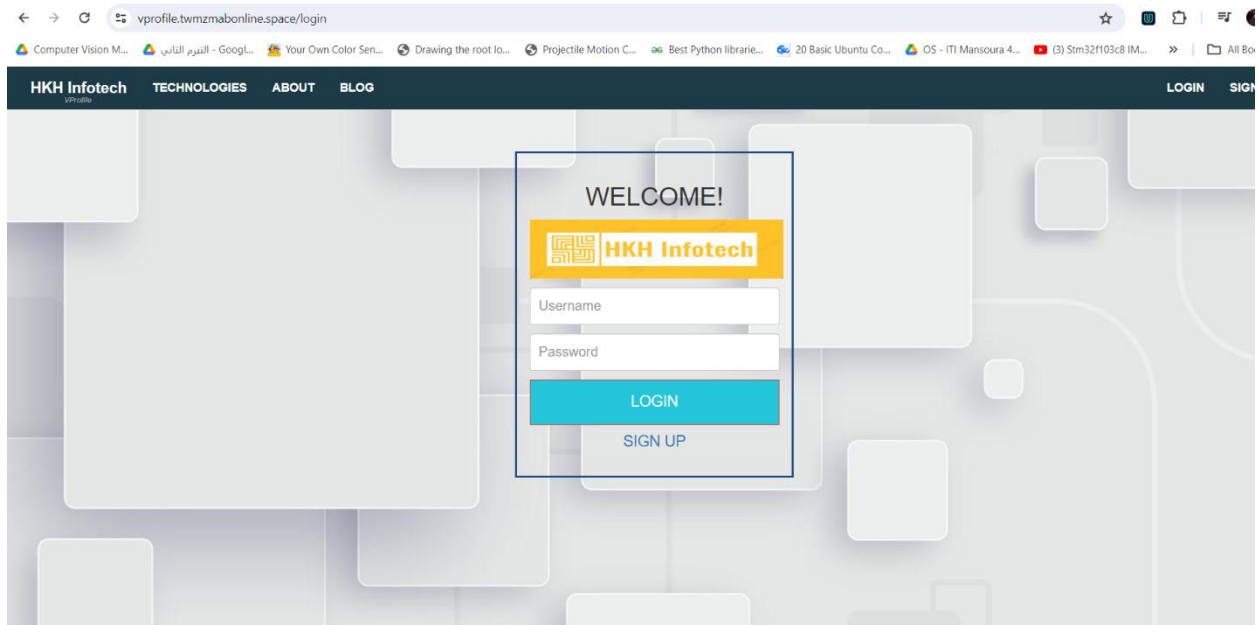 vprofile.twmzmabonline.space/login
Computer Vision M... التيرم التاني - Googl... Your Own Color Sen... Drawing the root lo... Projectile Motion C... Best Python librarie... 20 Basic Ubuntu Co... OS - ITI Mansoura 4... (3) Stm32f103c8 IM... » All Boo
HKH Infotech TECHNOLOGIES ABOUT BLOG LOGIN SIGN
VProfile
WELCOME!
HKH Infotech
Username
Password
LOGIN
SIGN UP